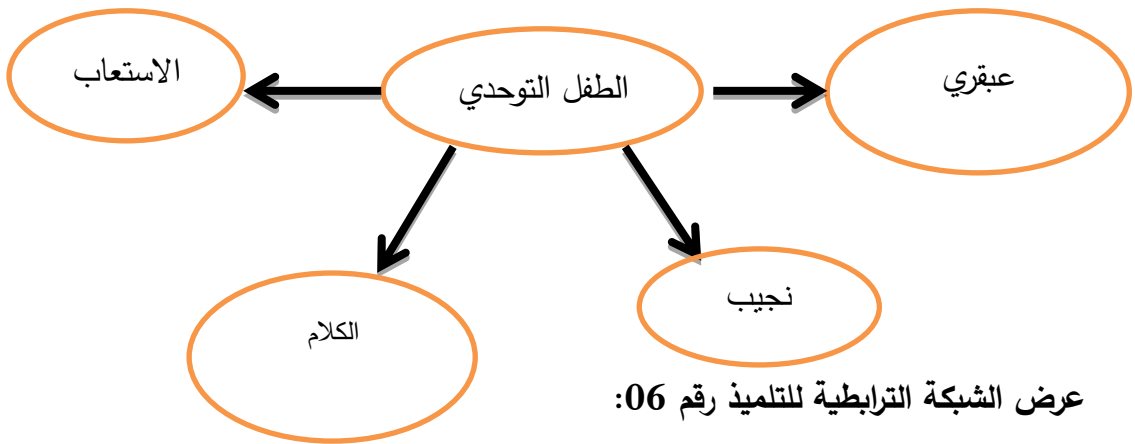 عبقري
الطفل التوحدي
الاستعاب
نجيب
الكلام
عرض الشبكة الترابطية للتلميذ رقم 06: